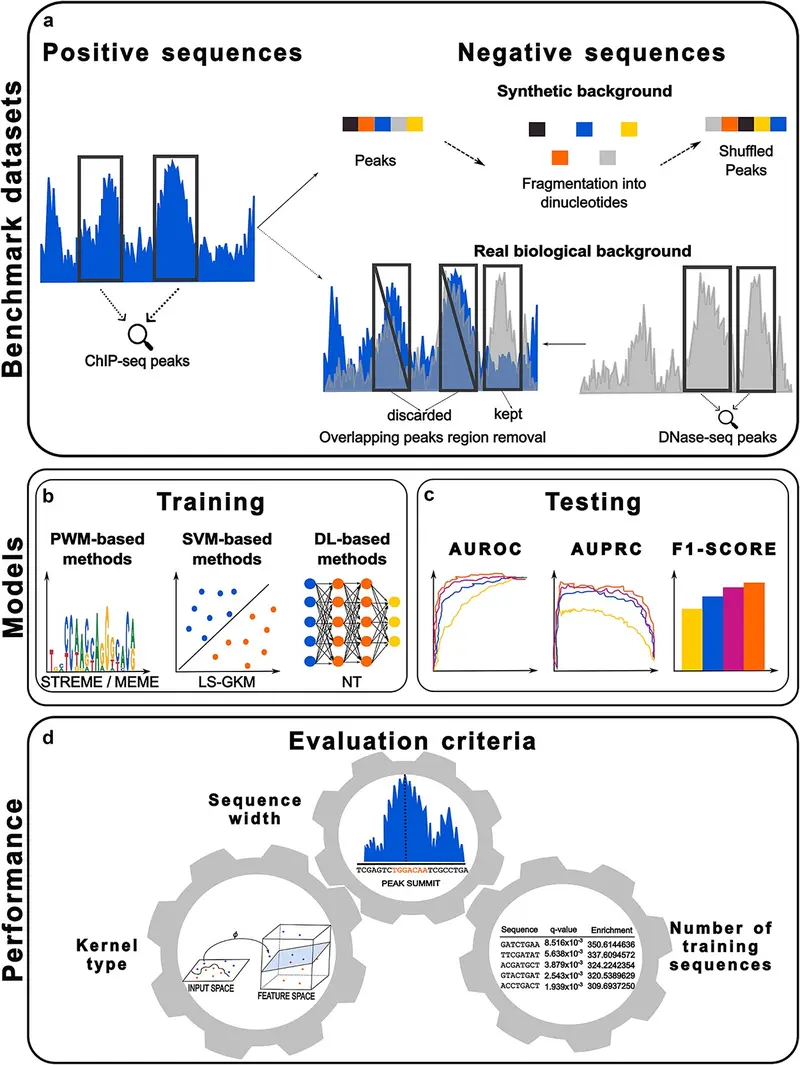 a
Benchmark datasets
Positive sequences
Negative sequences
Synthetic background
Peaks
Fragmentation into
dinucleotides
Shuffled
Peaks
Real biological background
ChIP-seq peaks
discarded
kept
Overlapping peaks region removal
DNase-seq peaks
Models
b
Training
PWM-based
methods
SVM-based
methods
DL-based
methods
STREME / MEME
LS-GKM
NT
c
Testing
AUROC
AUPRC
F1-SCORE
Performance
d
Evaluation criteria
Sequence
width
TCGAGTCTGGACAATCGCCTGA
PEAK SUMMIT
Kernel
type
ϕ
INPUT SPACE
FEATURE SPACE
Sequence q-value Enrichment
GATCTGAA 8.516x10⁻³ 350.6144636
TTCGATAT 5.638x10⁻³ 337.6094572
ACGATGCT 3.879x10⁻³ 324.2242354
GTACTGAT 2.543x10⁻³ 320.5389629
ACCTGACT 1.939x10⁻³ 309.6937250
Number of
training
sequences